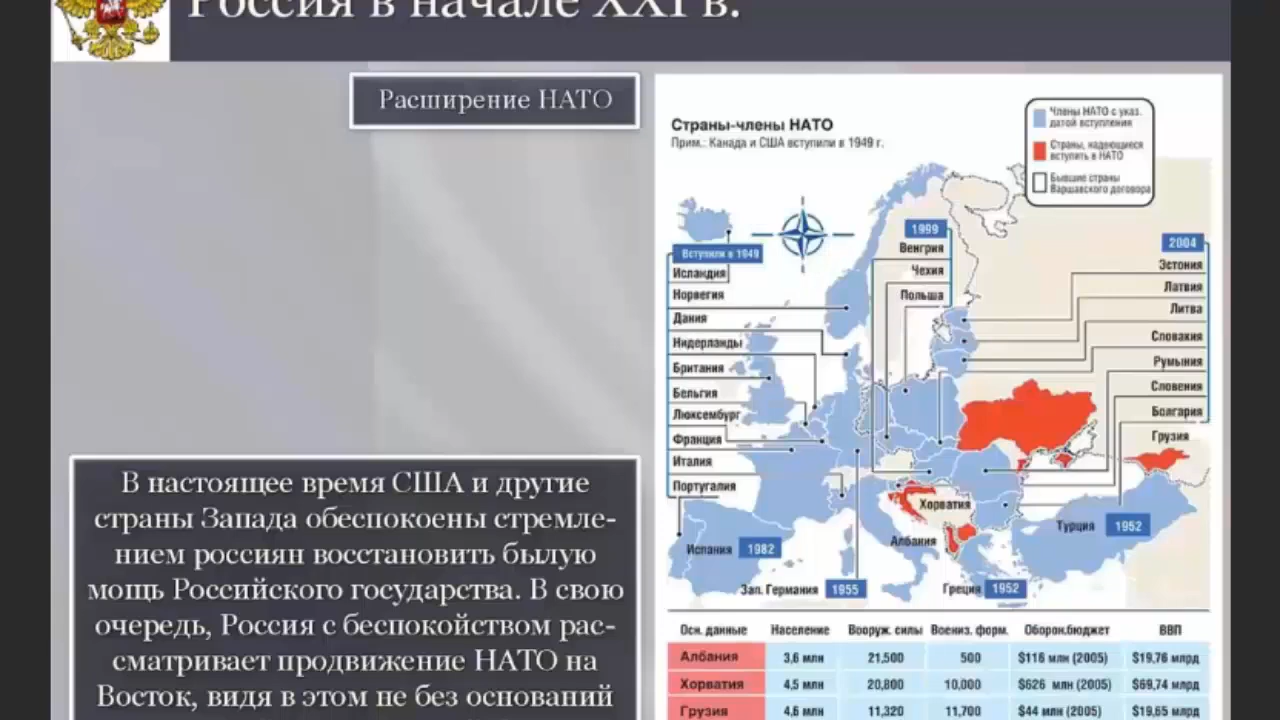 Россия в начале XXI в.
Расширение НАТО
В настоящее время США и другие
страны Запада обеспокоены стремле-
нием россиян восстановить былую
мощь Российского государства. В свою
очередь, Россия с беспокойством рас-
сматривает продвижение НАТО на
Восток, видя в этом не без оснований
Страны-члены НАТО
Прим.: Канада и США вступили в 1949 г.
Члены НАТО с указ.
датой вступления
Страны, надеющиеся
вступить в НАТО
Бывшие страны
Варшавского договора
Вступили в 1949
Исландия
Норвегия
Дания
Нидерланды
Британия
Бельгия
Люксембург
Франция
Италия
Португалия
1999
Венгрия
Чехия
Польша
2004
Эстония
Латвия
Литва
Словакия
Румыния
Словения
Болгария
Грузия
Хорватия
Албания
Турция 1952
Испания 1982
Зап. Германия 1955
Греция 1952
Осн. данные Население Вооруж. силы Воениз. форм. Оборон.бюджет ВВП
Албания 3,6 млн 21,500 500 $116 млн (2005) $19,76 млрд
Хорватия 4,5 млн 20,800 10,000 $626 млн (2005) $69,74 млрд
Грузия 4,6 млн 11,320 11,700 $44 млн (2005) $19,65 млрд